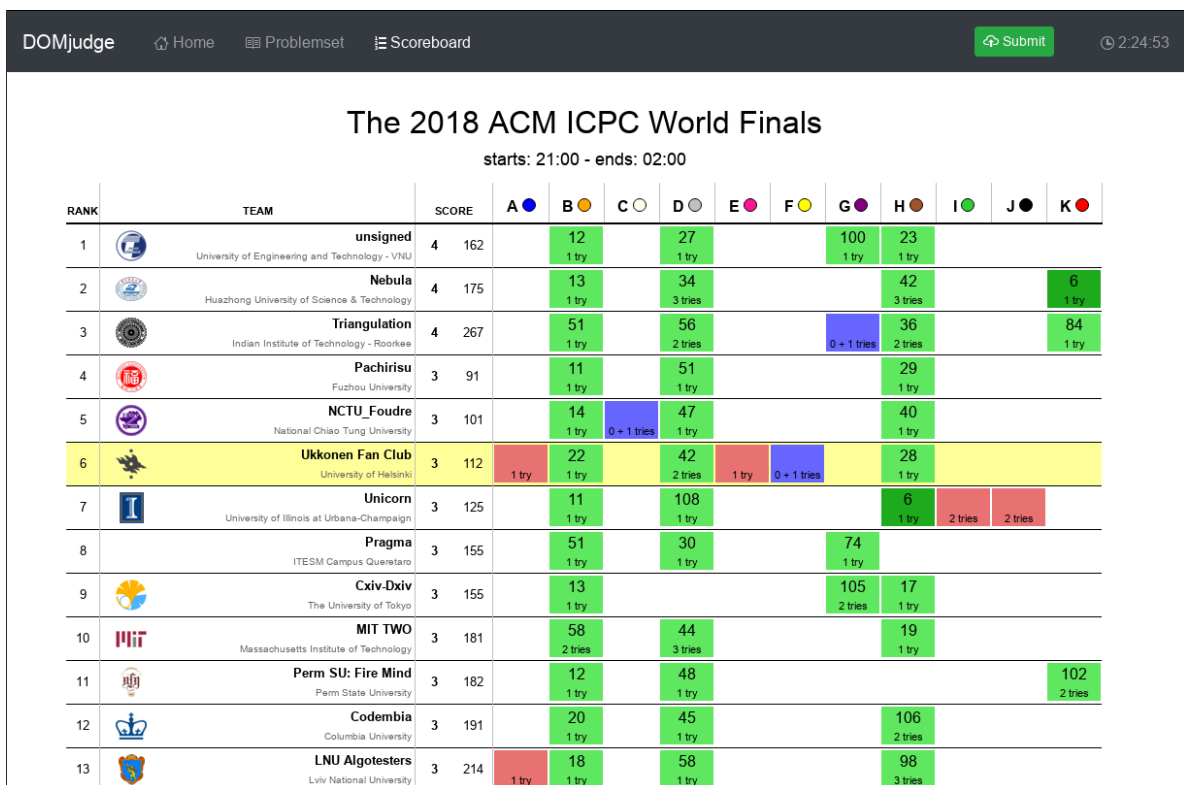 DOMjudge Home Problemset Scoreboard Submit 2:24:53
The 2018 ACM ICPC World Finals
starts: 21:00 - ends: 02:00
RANK TEAM SCORE A B C D E F G H I J K
1 unsigned 4 162 12 27 100 23
University of Engineering and Technology - VNU 1 try 1 try 1 try 1 try
2 Nebula 4 175 13 34 42 6
Huazhong University of Science & Technology 1 try 3 tries 3 tries 1 try
3 Triangulation 4 267 51 56 36 84
Indian Institute of Technology - Roorkee 1 try 2 tries 0 + 1 tries 2 tries 1 try
4 Pachirisu 3 91 11 51 29
Fuzhou University 1 try 1 try 1 try
5 NCTU_Foudre 3 101 14 47 40
National Chiao Tung University 1 try 0 + 1 tries 1 try 1 try
6 Ukkonen Fan Club 3 112 22 42 28
University of Helsinki 1 try 1 try 2 tries 1 try 0 + 1 tries 1 try
7 Unicorn 3 125 11 108 6
University of Illinois at Urbana-Champaign 1 try 1 try 1 try 2 tries 2 tries
8 Pragma 3 155 51 30 74
ITESM Campus Queretaro 1 try 1 try 1 try
9 Cxiv-Dxiv 3 155 13 105 17
The University of Tokyo 1 try 2 tries 1 try
10 MIT TWO 3 181 58 44 19
Massachusetts Institute of Technology 2 tries 3 tries 1 try
11 Perm SU: Fire Mind 3 182 12 48 102
Perm State University 1 try 1 try 2 tries
12 Codembia 3 191 20 45 106
Columbia University 1 try 1 try 2 tries
13 LNU Algotesters 3 214 18 58 98
Lviv National University 1 try 1 try 1 try 3 tries